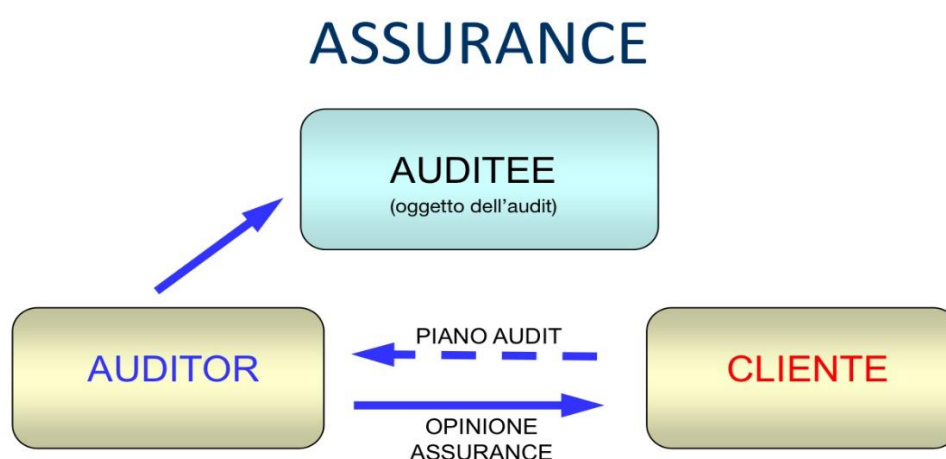 ASSURANCE
AUDITEE
(oggetto dell'audit)
AUDITOR
PIANO AUDIT
CLIENTE
OPINIONE
ASSURANCE